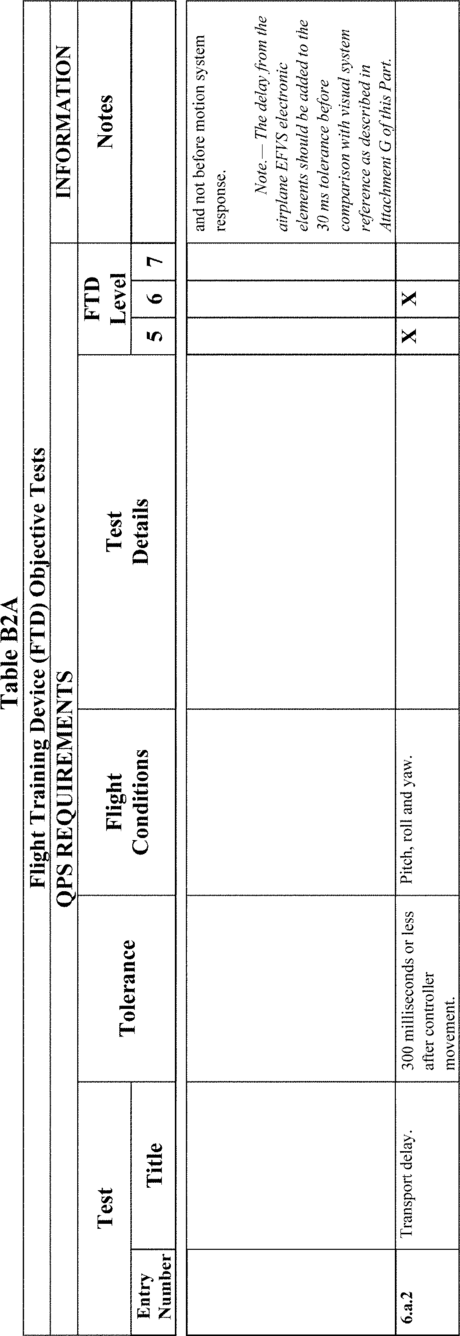 Table B2A
Flight Training Device (FTD) Objective Tests
QPS REQUIREMENTS
INFORMATION
Test
Tolerance
Flight
Conditions
Test
Details
FTD
Level
Notes
Entry
Number
Title
5
6
7
and not before motion system
response.
Note.— The delay from the
airplane EFVS electronic
elements should be added to the
30 ms tolerance before
comparison with visual system
reference as described in
Attachment G of this Part.
6.a.2
Transport delay.
300 milliseconds or less
after controller
movement.
Pitch, roll and yaw.
X
X